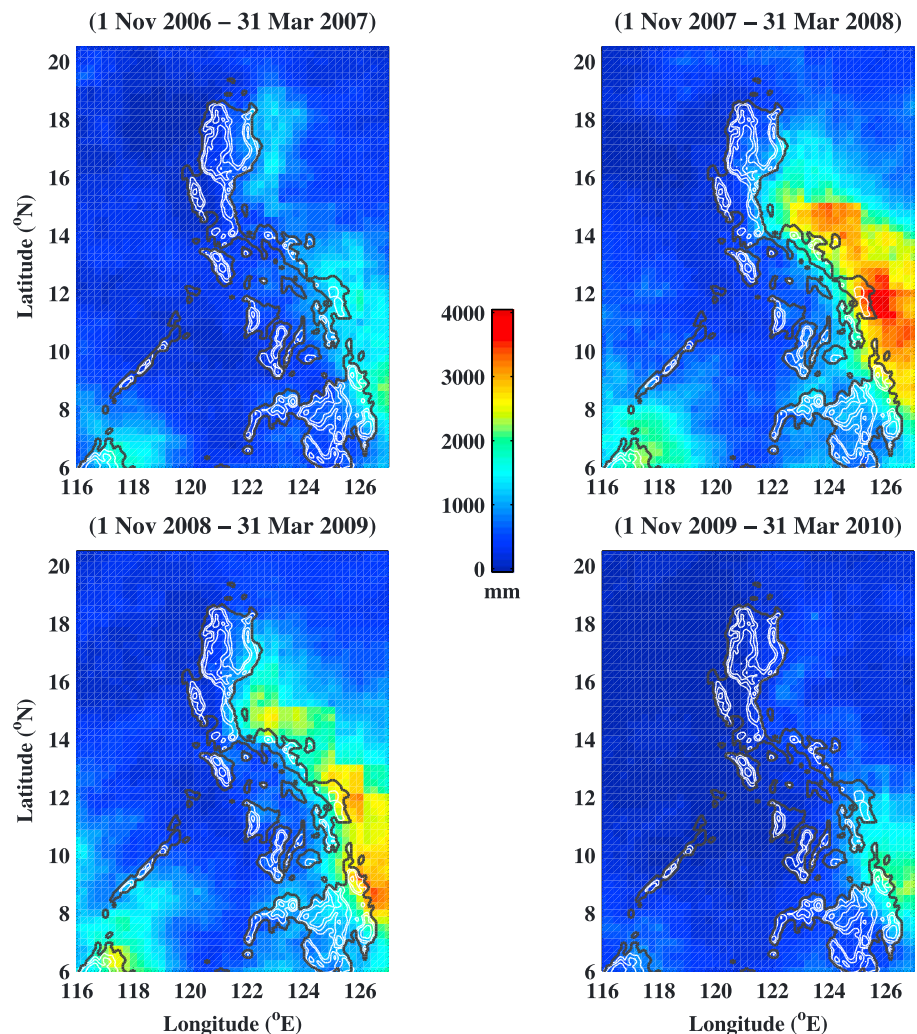 (1 Nov 2006 – 31 Mar 2007)
(1 Nov 2007 – 31 Mar 2008)
20
18
16
14
12
10
8
6
Latitude (°N)
116 118 120 122 124 126
20
18
16
14
12
10
8
6
116 118 120 122 124 126
4000
3000
2000
1000
0
mm
(1 Nov 2008 – 31 Mar 2009)
(1 Nov 2009 – 31 Mar 2010)
20
18
16
14
12
10
8
6
Latitude (°N)
116 118 120 122 124 126
Longitude (°E)
20
18
16
14
12
10
8
6
116 118 120 122 124 126
Longitude (°E)